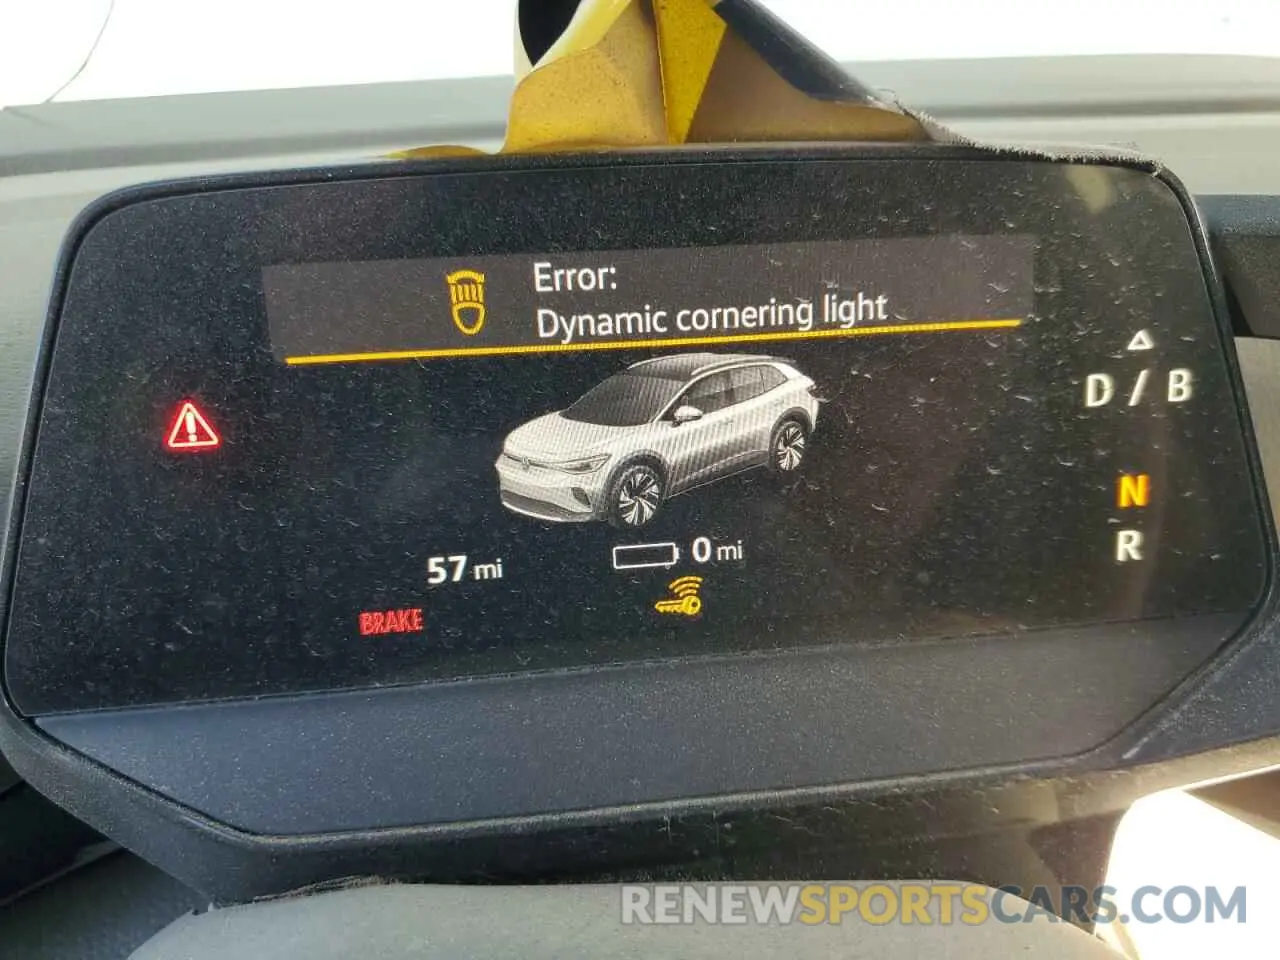 Error:
Dynamic cornering light
D / B
N
R
57 mi
0 mi
BRAKE
RENEWSPORTSCARS.COM